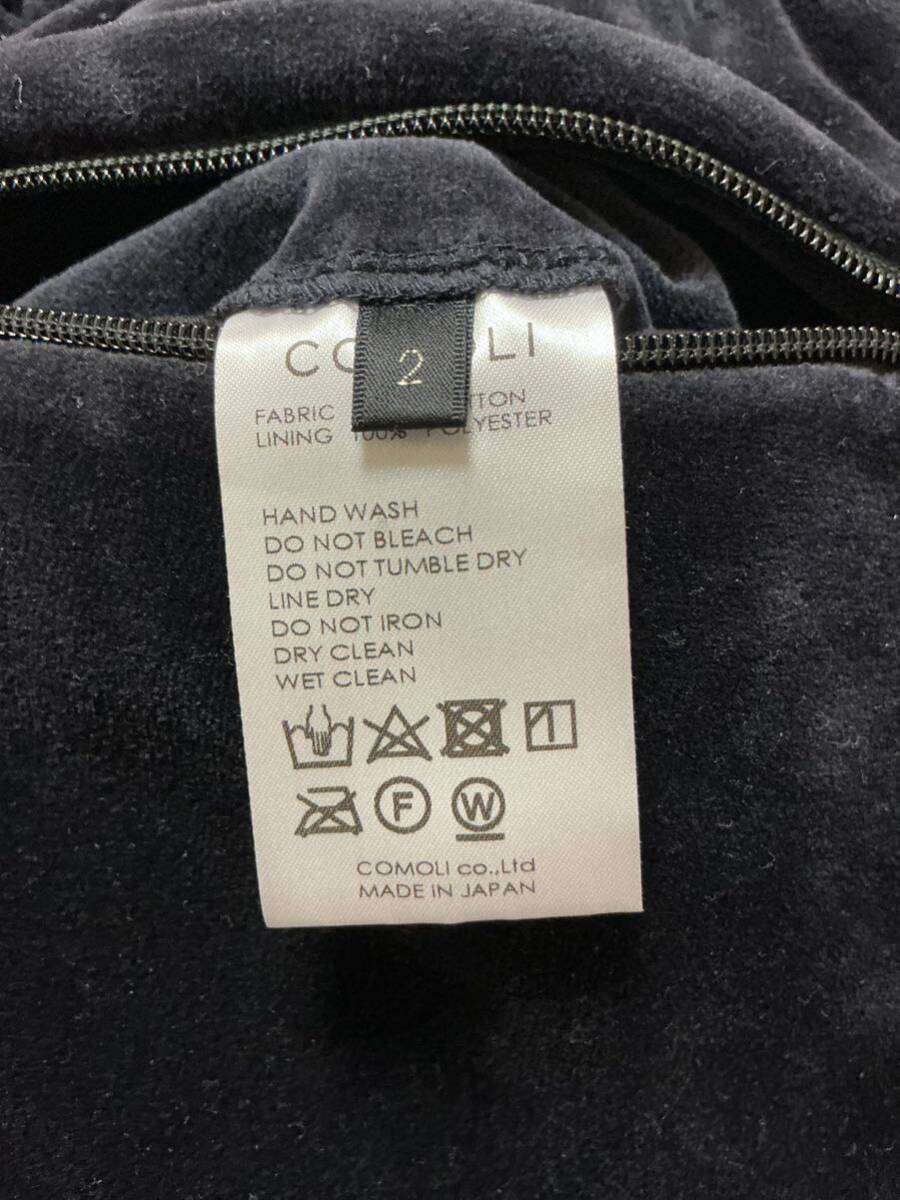 CO LI
2
FABRIC TTON
LINING 100% POLYESTER
HAND WASH
DO NOT BLEACH
DO NOT TUMBLE DRY
LINE DRY
DO NOT IRON
DRY CLEAN
WET CLEAN
F W
COMOLI co.,Ltd
MADE IN JAPAN